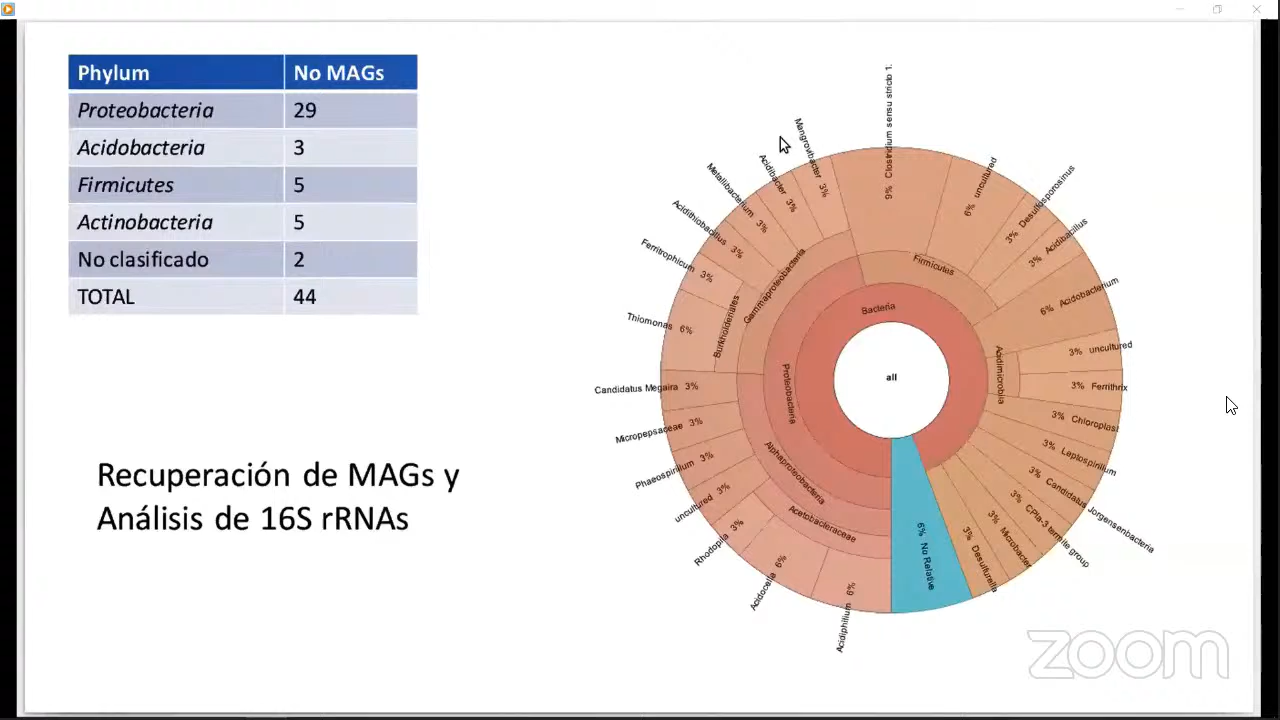 Phylum No MAGs
Proteobacteria 29
Acidobacteria 3
Firmicutes 5
Actinobacteria 5
No clasificado 2
TOTAL 44
Recuperación de MAGs y
Análisis de 16S rRNAs
all
Bacteria
Firmicutes
Acidimicrobiia
Proteobacteria
Gammaproteobacteria
Burkholderiales
Alphaproteobacteria
Acetobacteraceae
9% Clostridium sensu stricto 1.
6% uncultured
3% Desulfosporosinus
3% Acidibacillus
6% Acidobacterium
3% uncultured
3% Ferrithrix
3% Chloroplast
3% Leptospirillum
3% Candidatus Jorgensenbacteria
3% CPla-3 termite group
3% Microbacter
3% Desulfurella
6% No Relative
Acidiphilium 6%
Acidocella 6%
Rhodopila 3%
uncultured 3%
Phaeospirillum 3%
Micropepsaceae 3%
Candidatus Megaira 3%
Thiomonas 6%
Ferritrophicum 3%
Acidithiobacillus 3%
Metallibacterium 3%
Acidibacter 3%
Mangrovibacter 3%
zoom